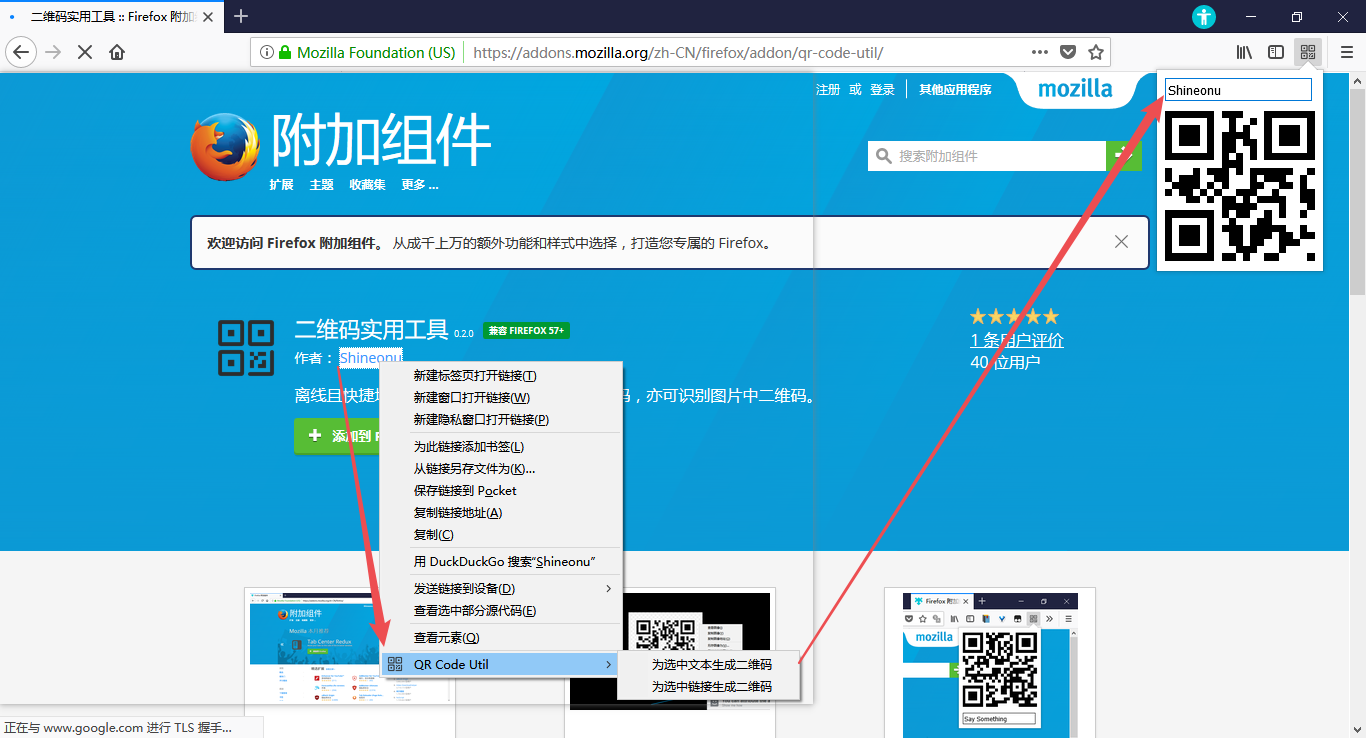 二维码实用工具 :: Firefox 附加
Mozilla Foundation (US)
https://addons.mozilla.org/zh-CN/firefox/addon/qr-code-util/
Shineonu
注册 或 登录
其他应用程序
mozilla
附加组件
扩展 主题 收藏集 更多 ...
搜索附加组件
欢迎访问 Firefox 附加组件。 从成千上万的额外功能和样式中选择，打造您专属的 Firefox。
二维码实用工具 0.2.0 兼容 FIREFOX 57+
作者： Shineonu
离线且快捷
，亦可识别图片中二维码。
添加到
1 条用户评价
40 位用户
新建标签页打开链接(T)
新建窗口打开链接(W)
新建隐私窗口打开链接(P)
为此链接添加书签(L)
从链接另存文件为(K)...
保存链接到 Pocket
复制链接地址(A)
复制(C)
用 DuckDuckGo 搜索“Shineonu”
发送链接到设备(D)
查看选中部分源代码(E)
查看元素(Q)
QR Code Util
为选中文本生成二维码
为选中链接生成二维码
附加组件
Tab Center Redux
Firefox 附加
mozilla
Say Something
正在与 www.google.com 进行 TLS 握手...